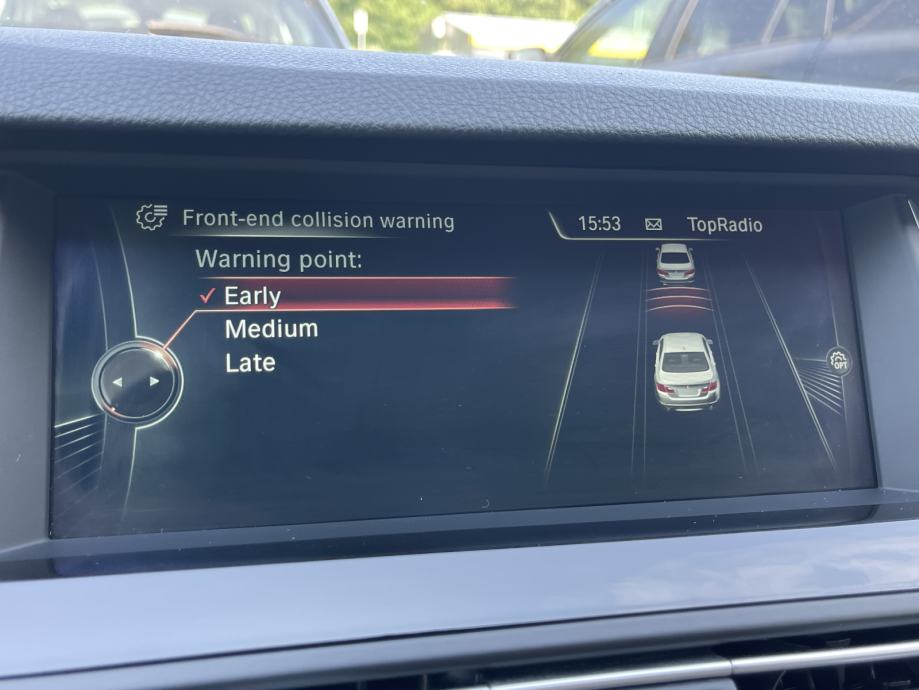 Front-end collision warning
15:53 TopRadio
Warning point:
Early
Medium
Late
OPT